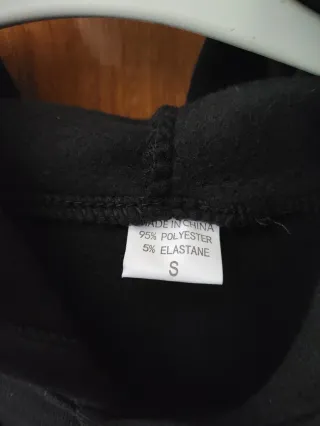 MADE IN CHINA
95% POLYESTER
5% ELASTANE
S